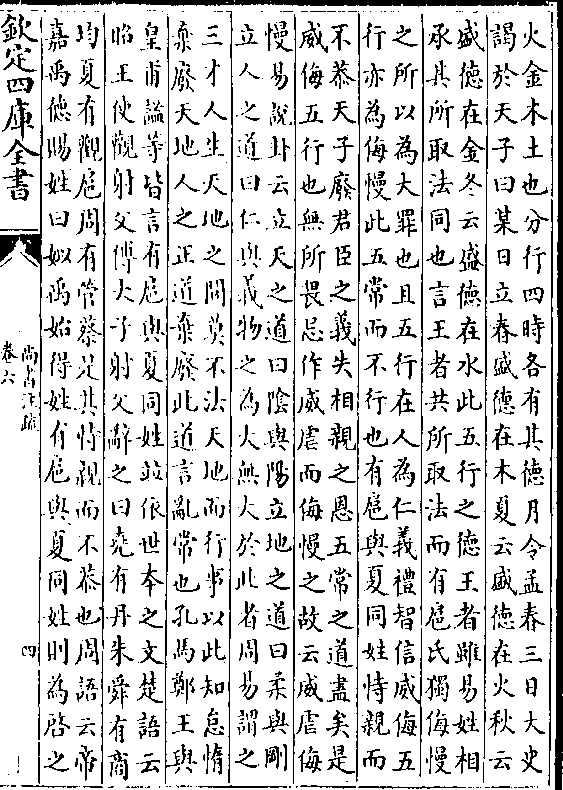 火金木土也分行四時各有其德月令孟春三日大史
謁於天子曰某日立春盛德在木夏云盛德在火秋云
盛德在金冬云盛德在水此五行之德王者雖易姓相
承其所取法同也言王者共所取法而有扈氏獨侮慢
之所以為大罪也且五行在人為仁義禮智信威侮五
行亦為侮慢此五常而不行也有扈與夏同姓恃親而
不恭天子廢君臣之義失相親之恩五常之道盡矣是
威侮五行也無所畏忌作威虐而侮慢之故云威虐侮
慢易説卦云立天之道曰陰與陽立地之道曰柔與剛
立人之道曰仁與義物之為大無大於此者周易謂之
三才人生天地之間莫不法天地而行事以此知怠惰
棄廢天地人之正道棄廢此道言亂常也孔馬鄭王與
皇甫謐等皆言有扈與夏同姓並依世本之文楚語云
昭王使觀射父傅大子射父辭之曰堯有丹朱舜有商
均夏有觀扈周有管蔡是其恃親而不恭也周語云帝
嘉禹德賜姓曰姒禹始得姓有扈與夏同姓則為啓之
欽定四庫全書
尚書注疏
卷六
四